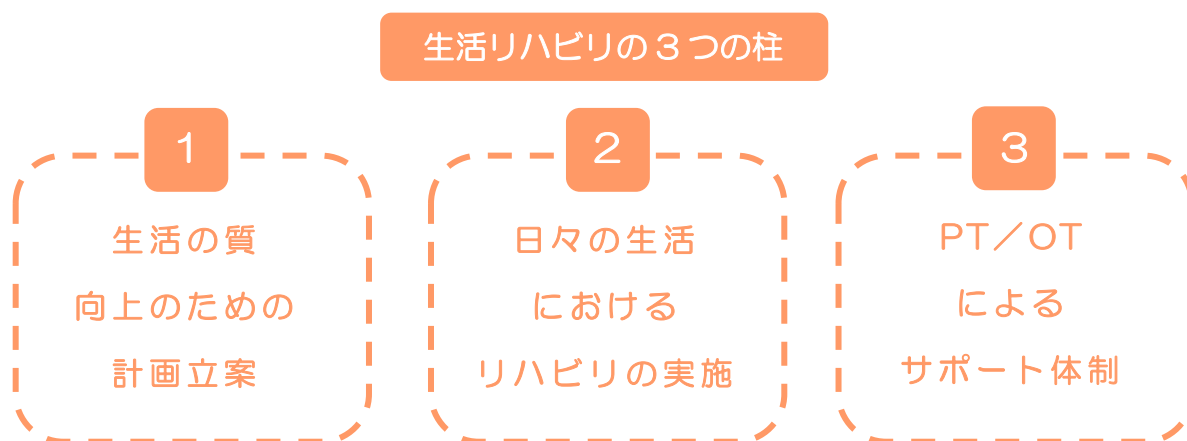 生活リハビリの3つの柱
1
生活の質
向上のための
計画立案
2
日々の生活
における
リハビリの実施
3
PT／OT
による
サポート体制